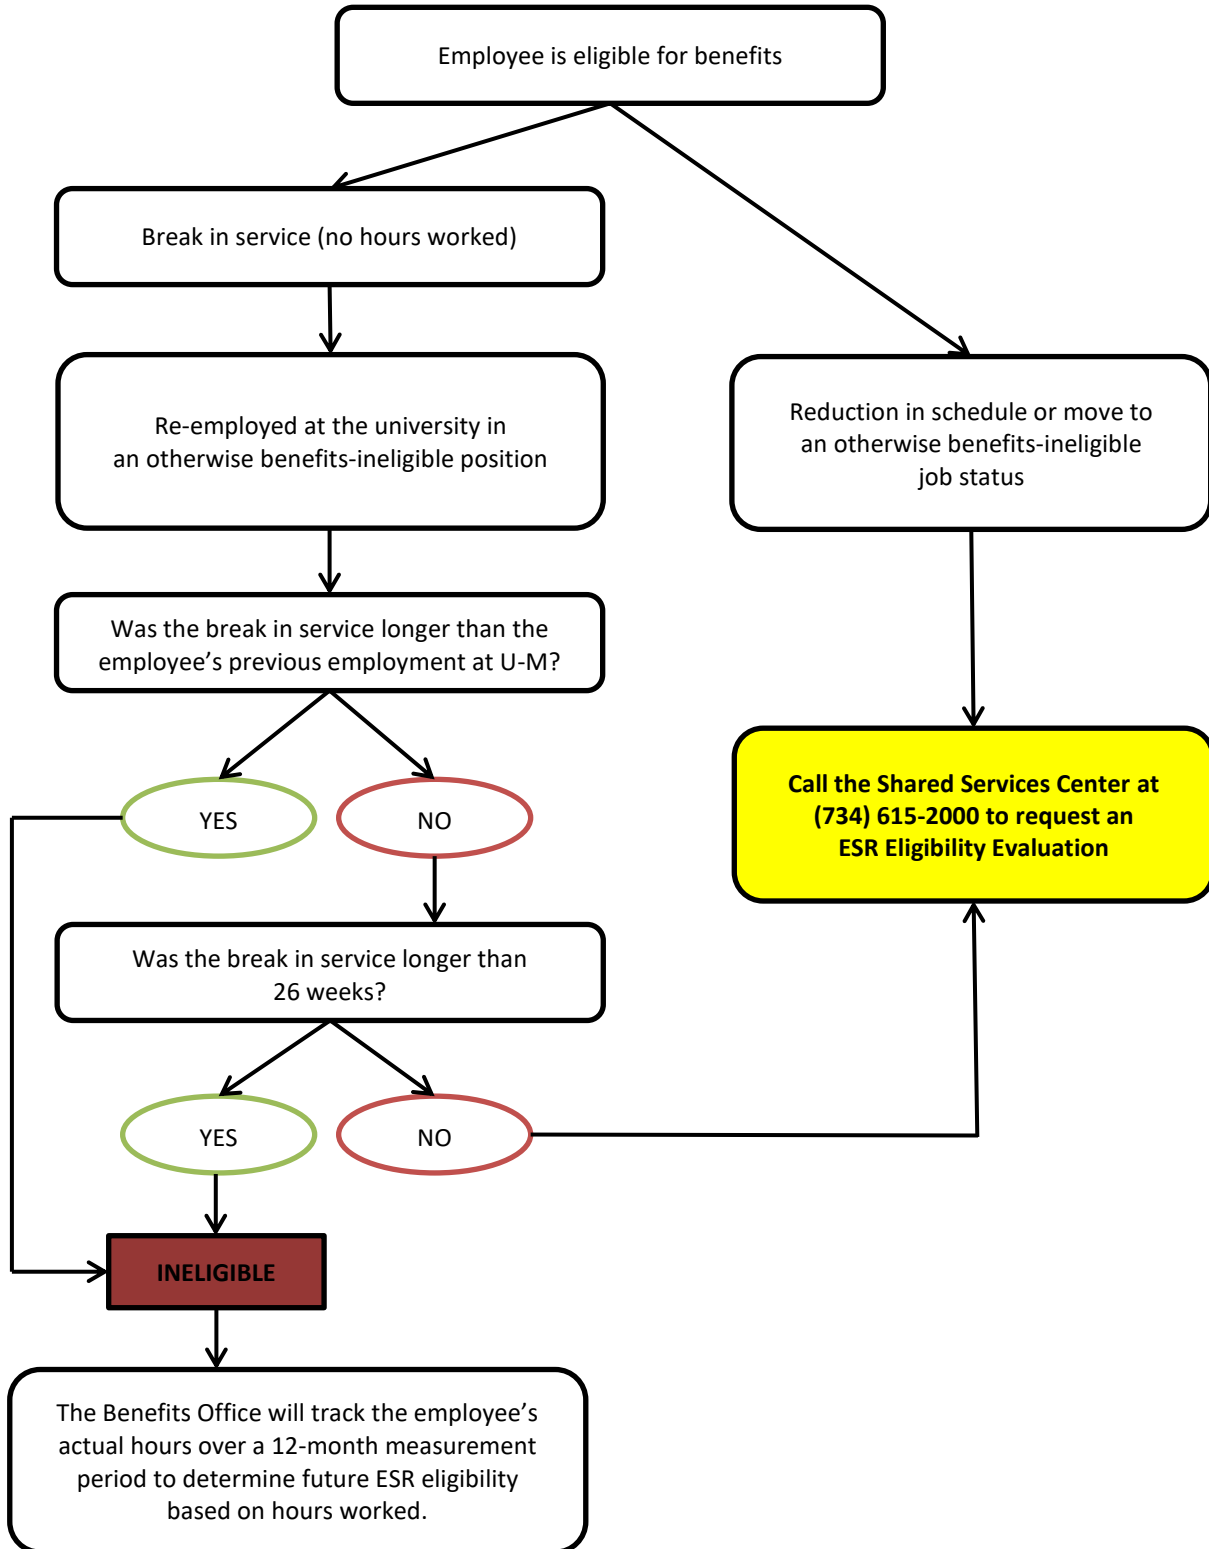 Employee is eligible for benefits
Break in service (no hours worked)
Re-employed at the university in
an otherwise benefits-ineligible position
Reduction in schedule or move to
an otherwise benefits-ineligible
job status
Was the break in service longer than the
employee’s previous employment at U-M?
YES
NO
Call the Shared Services Center at
(734) 615-2000 to request an
ESR Eligibility Evaluation
Was the break in service longer than
26 weeks?
YES
NO
INELIGIBLE
The Benefits Office will track the employee’s
actual hours over a 12-month measurement
period to determine future ESR eligibility
based on hours worked.